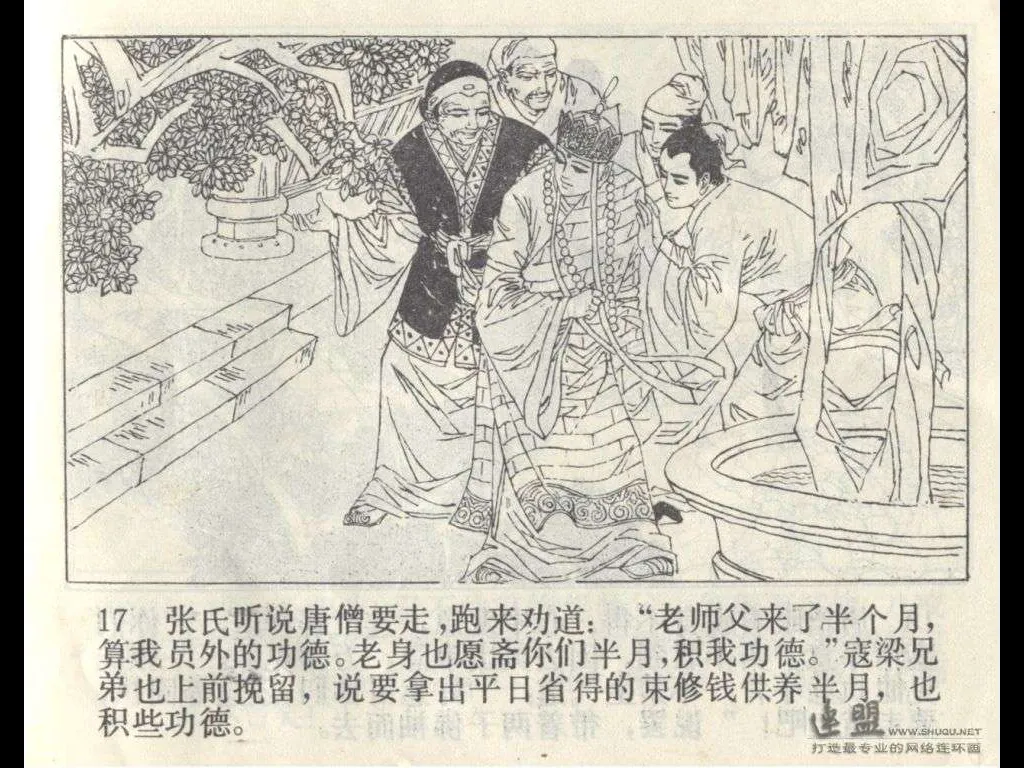 17 张氏听说唐僧要走,跑来劝道:“老师父来了半个月,
算我员外的功德。老身也愿斋你们半月,积我功德。”寇梁兄
弟也上前挽留,说要拿出平日省得的束修钱供养半月,也
积些功德。
连盟 WWW.SHUQU.NET
打造最专业的网络连环画